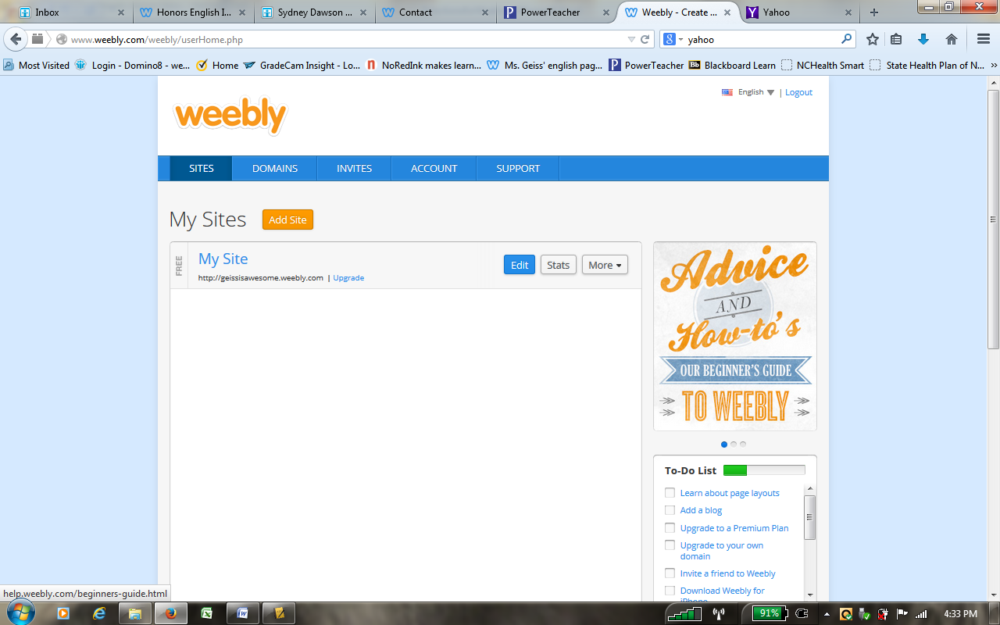 Inbox
Honors English I...
Sydney Dawson ...
Contact
PowerTeacher
Weebly - Create ...
Yahoo
www.weebly.com/weebly/userHome.php
yahoo
Most Visited
Login - Domino8 - we...
Home
GradeCam Insight - Lo...
NoRedInk makes learn...
Ms. Geiss' english pag...
PowerTeacher
Bb Blackboard Learn
NCHealth Smart
State Health Plan of N...
English | Logout
weebly
SITES DOMAINS INVITES ACCOUNT SUPPORT
My Sites Add Site
FREE
My Site
http://geissisawesome.weebly.com | Upgrade
Edit Stats More
Advice
AND
How-to's
OUR BEGINNER'S GUIDE
TO WEEBLY
To-Do List
Learn about page layouts
Add a blog
Upgrade to a Premium Plan
Upgrade to your own
domain
Invite a friend to Weebly
Download Weebly for
iPhone
help.weebly.com/beginners-guide.html
91%
4:33 PM